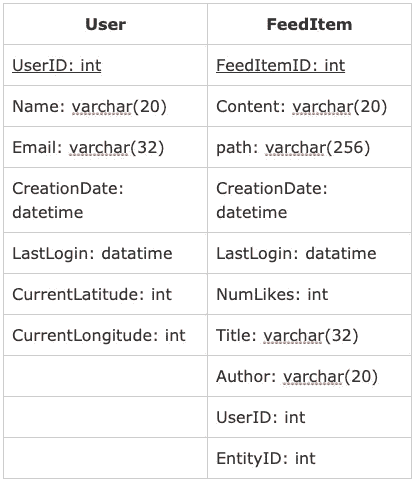 User FeedItem
UserID: int FeedItemID: int
Name: varchar(20) Content: varchar(20)
Email: varchar(32) path: varchar(256)
CreationDate: CreationDate:
datetime datetime
LastLogin: datatime LastLogin: datatime
CurrentLatitude: int NumLikes: int
CurrentLongitude: int Title: varchar(32)
Author: varchar(20)
UserID: int
EntityID: int